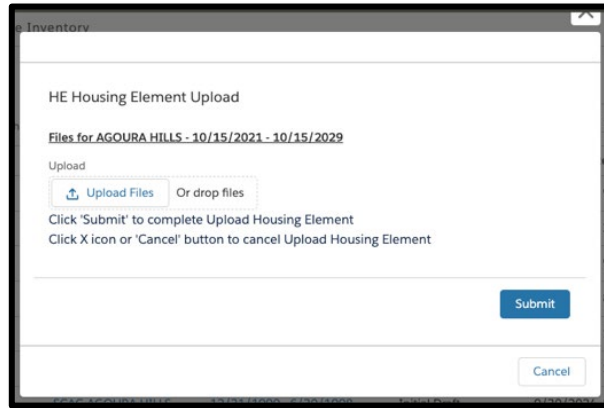 e Inventory
HE Housing Element Upload
Files for AGOURA HILLS - 10/15/2021 - 10/15/2029
Upload
Upload Files Or drop files
Click 'Submit' to complete Upload Housing Element
Click X icon or 'Cancel' button to cancel Upload Housing Element
Submit
Cancel
AGOURA HILLS